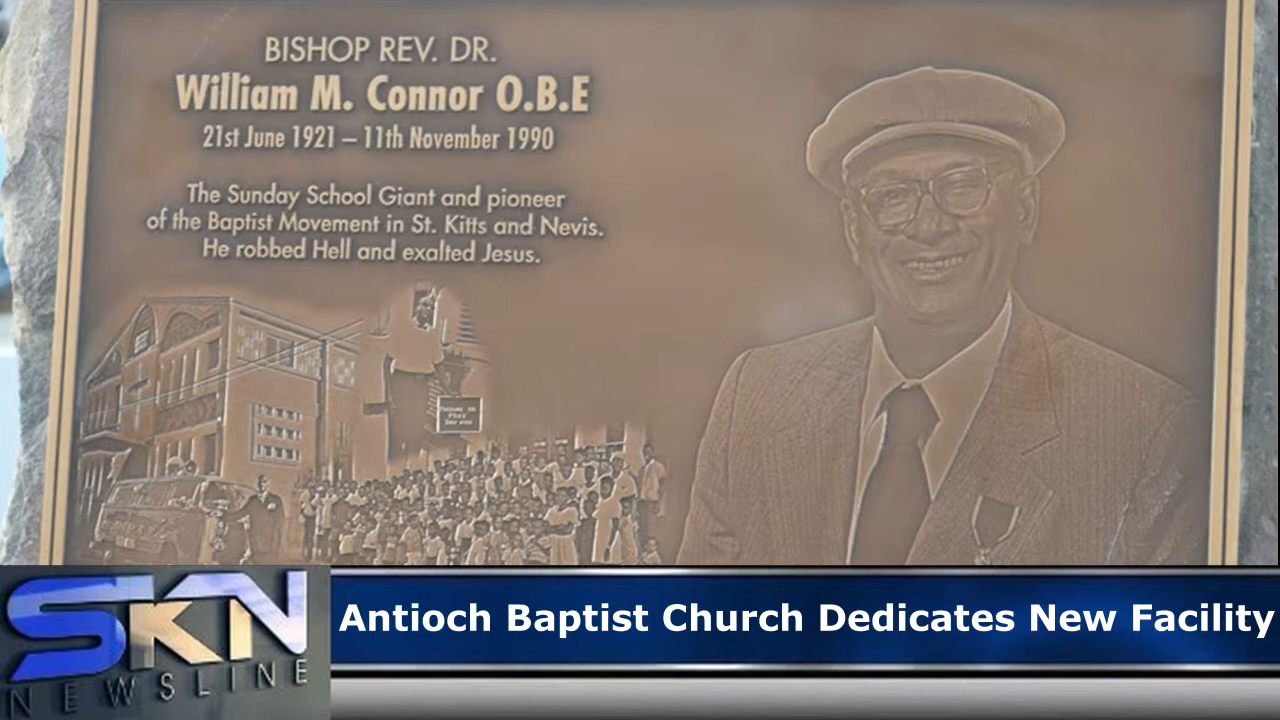 BISHOP REV. DR.
William M. Connor O.B.E
21st June 1921 – 11th November 1990
The Sunday School Giant and pioneer
of the Baptist Movement in St. Kitts and Nevis.
He robbed Hell and exalted Jesus.
SKN
NEWSLINE
Antioch Baptist Church Dedicates New Facility